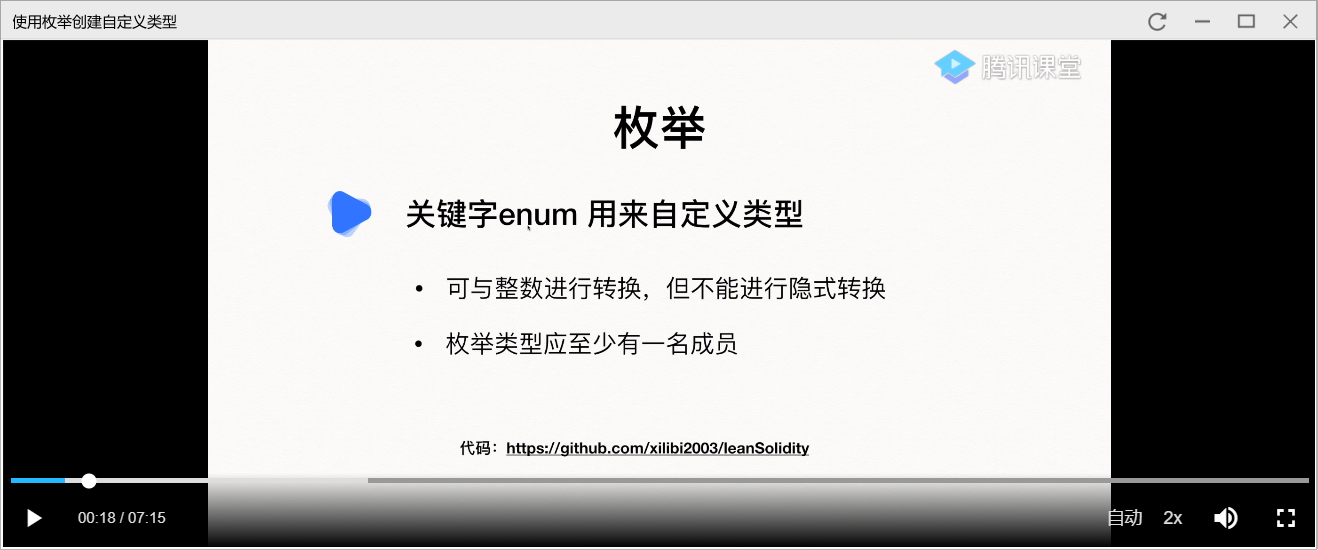 使用枚举创建自定义类型
腾讯课堂
枚举
关键字enum 用来自定义类型
• 可与整数进行转换，但不能进行隐式转换
• 枚举类型应至少有一名成员
代码：https://github.com/xilibi2003/leanSolidity
00:18 / 07:15 自动 2x